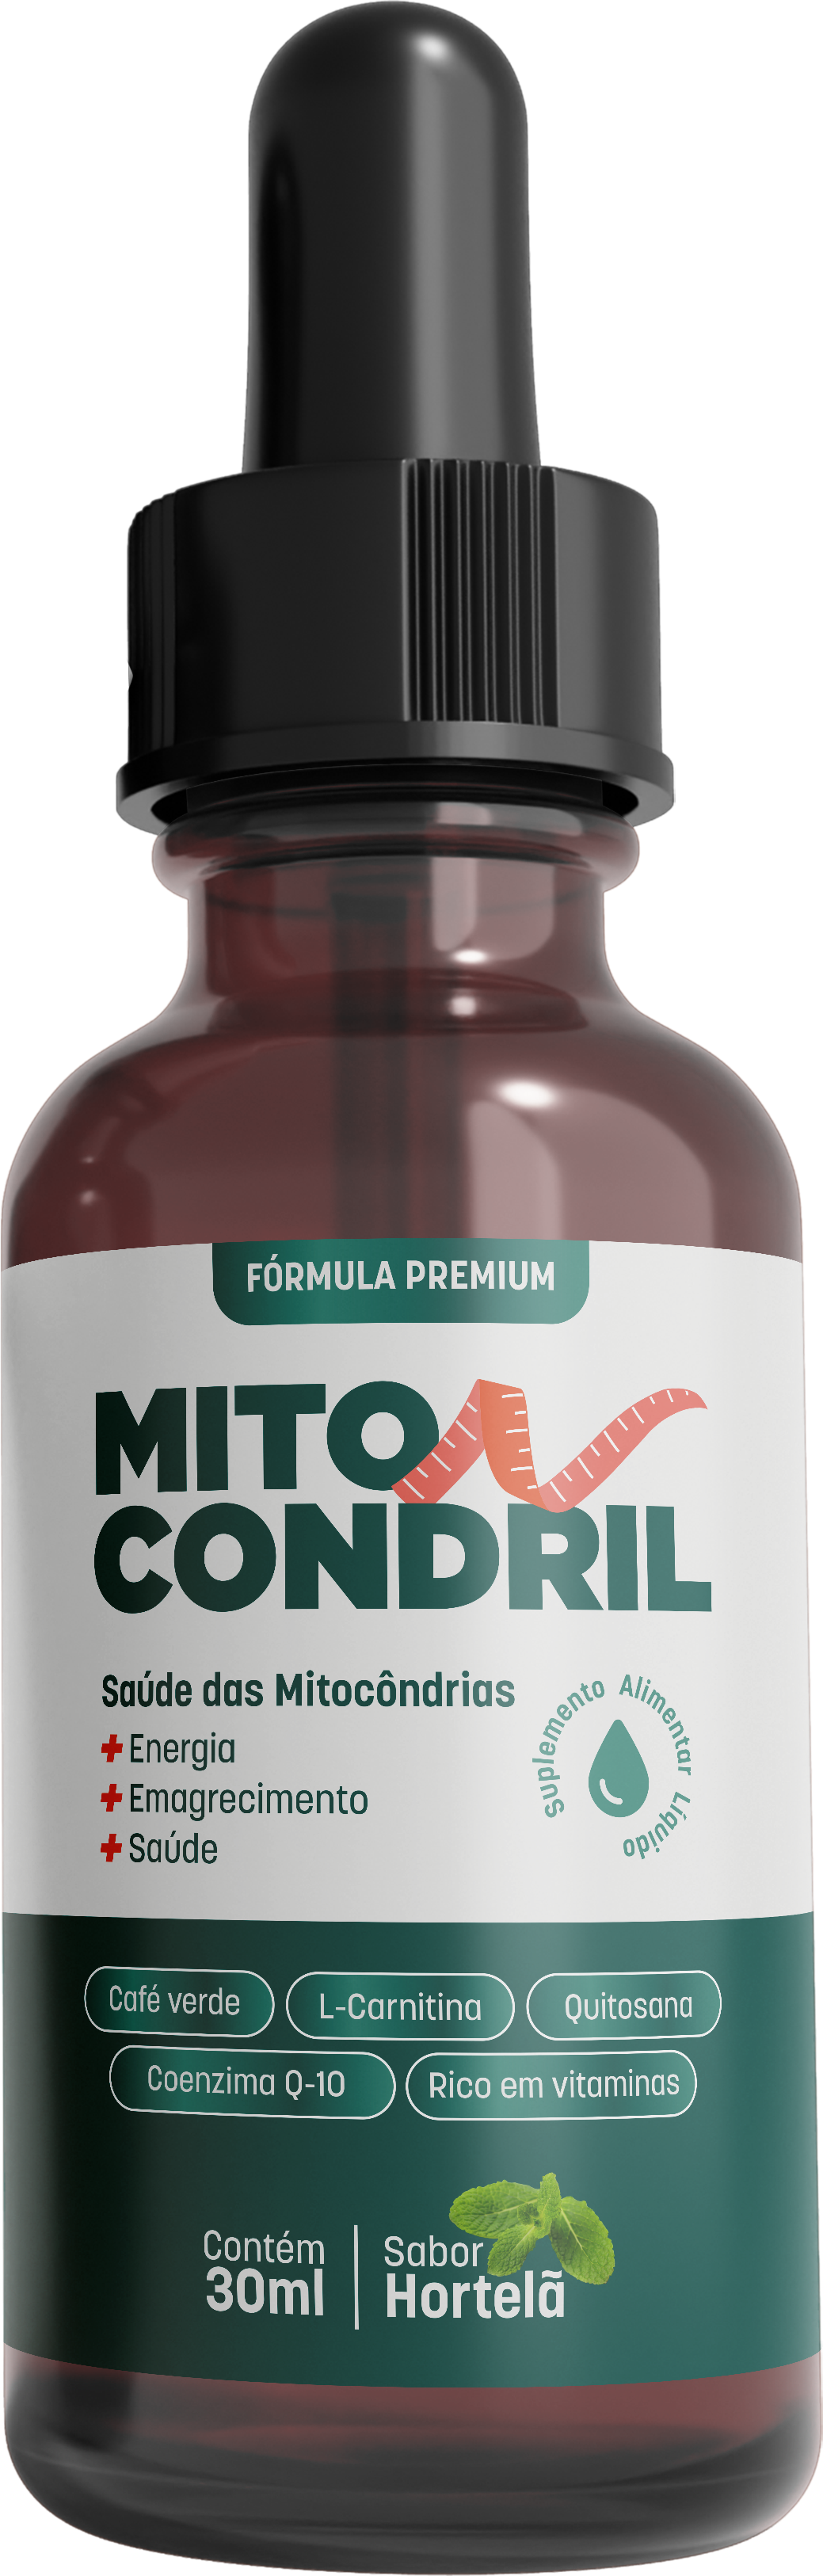 FÓRMULA PREMIUM
MITO
CONDRIL
Saúde das Mitocôndrias
+ Energia
+ Emagrecimento
+ Saúde
Suplemento Alimentar Líquido
Café verde
L-Carnitina
Quitosana
Coenzima Q-10
Rico em vitaminas
Contém
30ml
Sabor
Hortelã